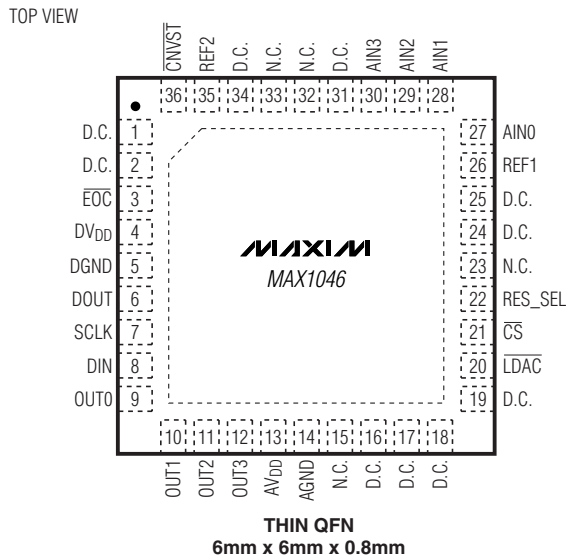 TOP VIEW
CNVST
REF2
D.C.
N.C.
N.C.
D.C.
AIN3
AIN2
AIN1
36 35 34 33 32 31 30 29 28
D.C. 1
D.C. 2
EOC 3
DVDD 4
DGND 5
DOUT 6
SCLK 7
DIN 8
OUT0 9
MAXIM
MAX1046
27 AIN0
26 REF1
25 D.C.
24 D.C.
23 N.C.
22 RES_SEL
21 CS
20 LDAC
19 D.C.
10 11 12 13 14 15 16 17 18
OUT1
OUT2
OUT3
AVDD
AGND
N.C.
D.C.
D.C.
D.C.
THIN QFN
6mm x 6mm x 0.8mm